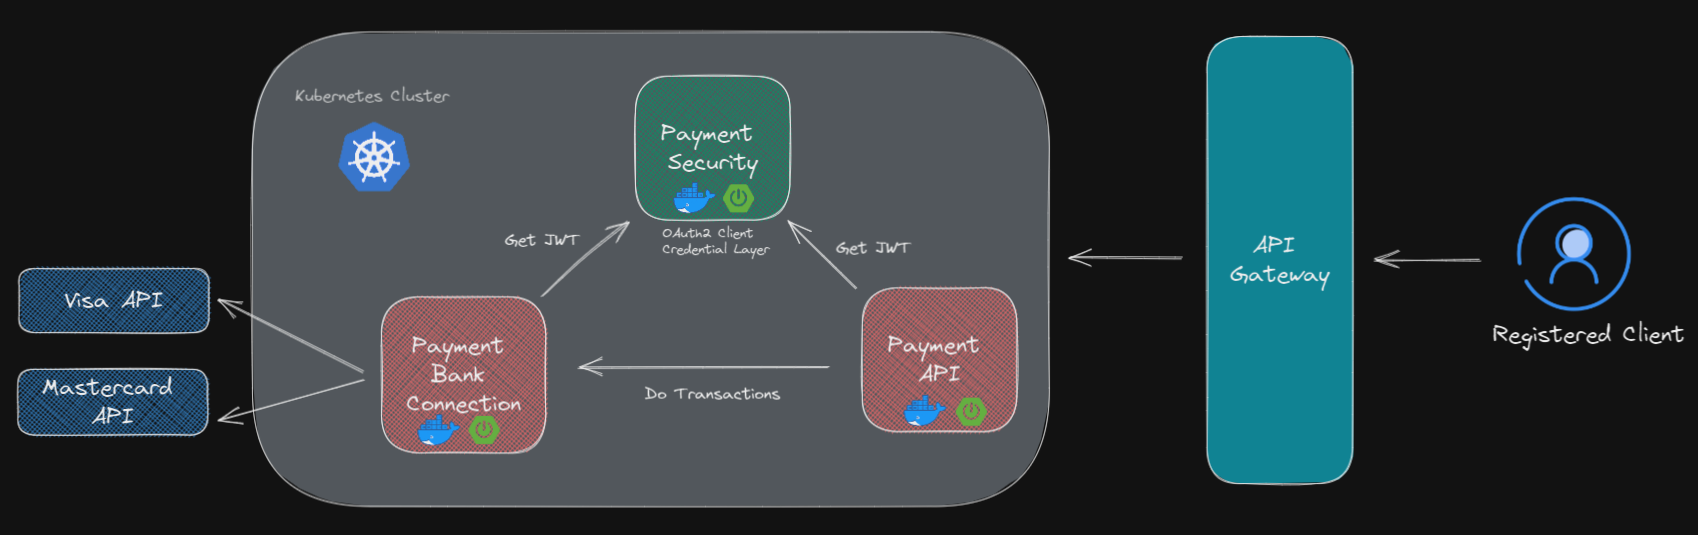 Kubernetes Cluster
Payment
Security
OAuth2 Client
Credential Layer
Get JWT
Get JWT
Visa API
Mastercard
API
Payment
Bank
Connection
Do Transactions
Payment
API
API
Gateway
Registered Client